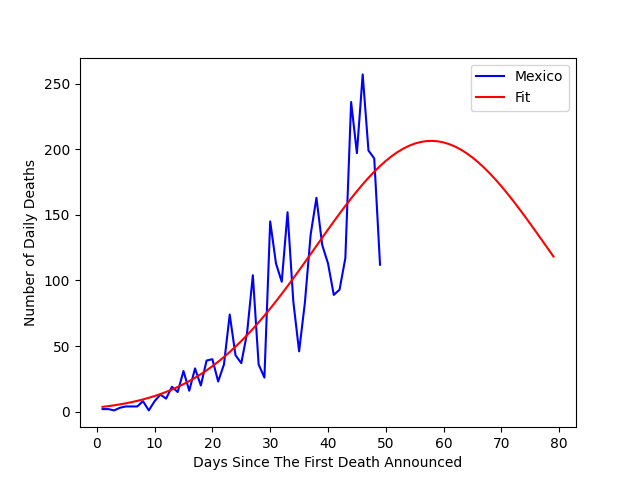 Mexico
Fit
250
200
150
100
50
0
Number of Daily Deaths
0 10 20 30 40 50 60 70 80
Days Since The First Death Announced